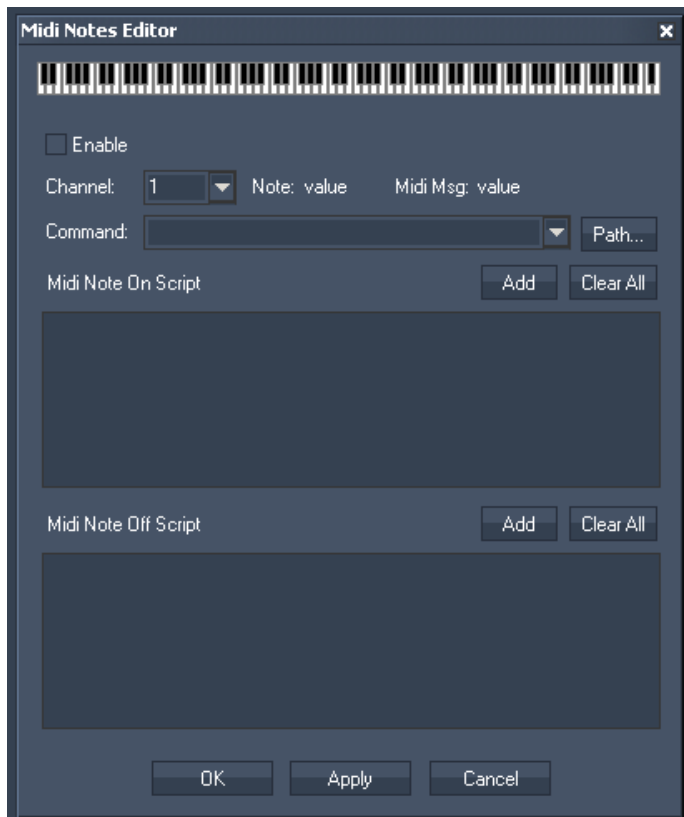 Midi Notes Editor
Enable
Channel: 1 Note: value Midi Msg: value
Command: Path...
Midi Note On Script Add Clear All
Midi Note Off Script Add Clear All
OK Apply Cancel